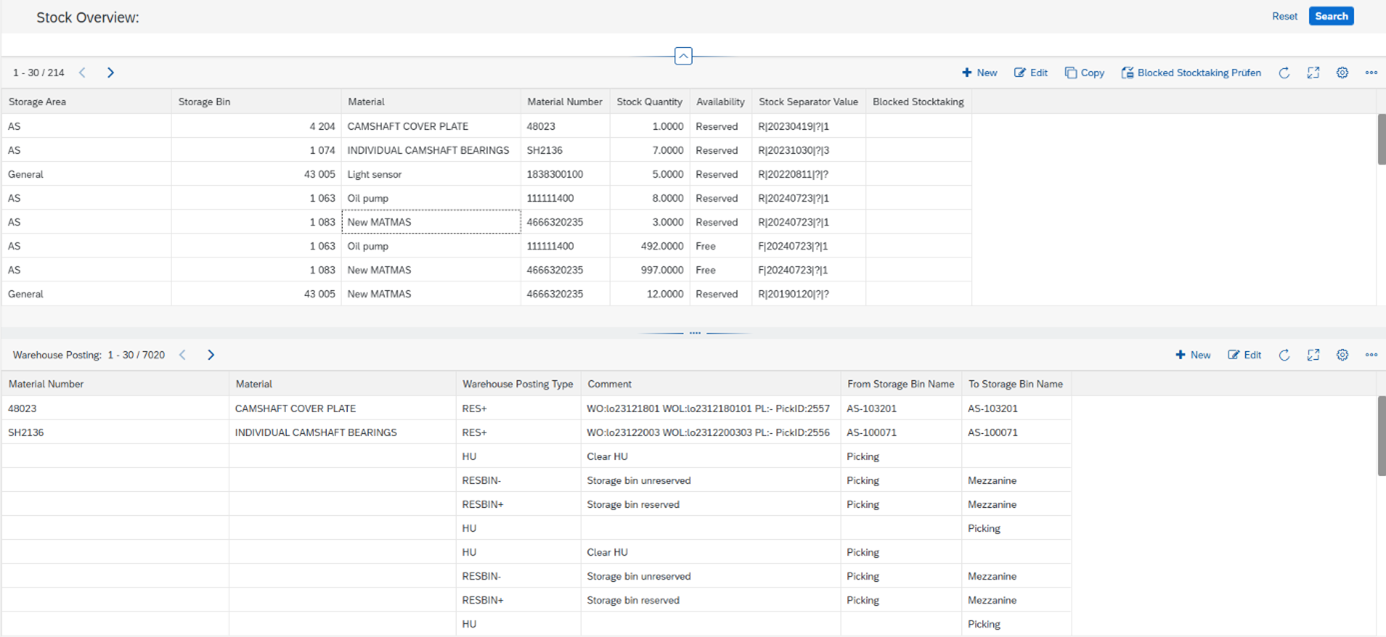 Stock Overview:
Reset Search
1 - 30 / 214 New Edit Copy Blocked Stocktaking Prüfen
Storage Area Storage Bin Material Material Number Stock Quantity Availability Stock Separator Value Blocked Stocktaking
AS 4 204 CAMSHAFT COVER PLATE 48023 1.0000 Reserved R|20230419|?|1
AS 1 074 INDIVIDUAL CAMSHAFT BEARINGS SH2136 7.0000 Reserved R|20231030|?|3
General 43 005 Light sensor 1838300100 5.0000 Reserved R|20220811|?|?
AS 1 063 Oil pump 111111400 8.0000 Reserved R|20240723|?|1
AS 1 083 New MATMAS 4666320235 3.0000 Reserved R|20240723|?|1
AS 1 063 Oil pump 111111400 492.0000 Free F|20240723|?|1
AS 1 083 New MATMAS 4666320235 997.0000 Free F|20240723|?|1
General 43 005 New MATMAS 4666320235 12.0000 Reserved R|20190120|?|?
Warehouse Posting: 1 - 30 / 7020 New Edit
Material Number Material Warehouse Posting Type Comment From Storage Bin Name To Storage Bin Name
48023 CAMSHAFT COVER PLATE RES+ WO:lo23121801 WOL:lo2312180101 PL:- PickID:2557 AS-103201 AS-103201
SH2136 INDIVIDUAL CAMSHAFT BEARINGS RES+ WO:lo23122003 WOL:lo2312200303 PL:- PickID:2556 AS-100071 AS-100071
HU Clear HU Picking
RESBIN- Storage bin unreserved Picking Mezzanine
RESBIN+ Storage bin reserved Picking Mezzanine
HU Picking
HU Clear HU Picking
RESBIN- Storage bin unreserved Picking Mezzanine
RESBIN+ Storage bin reserved Picking Mezzanine
HU Picking